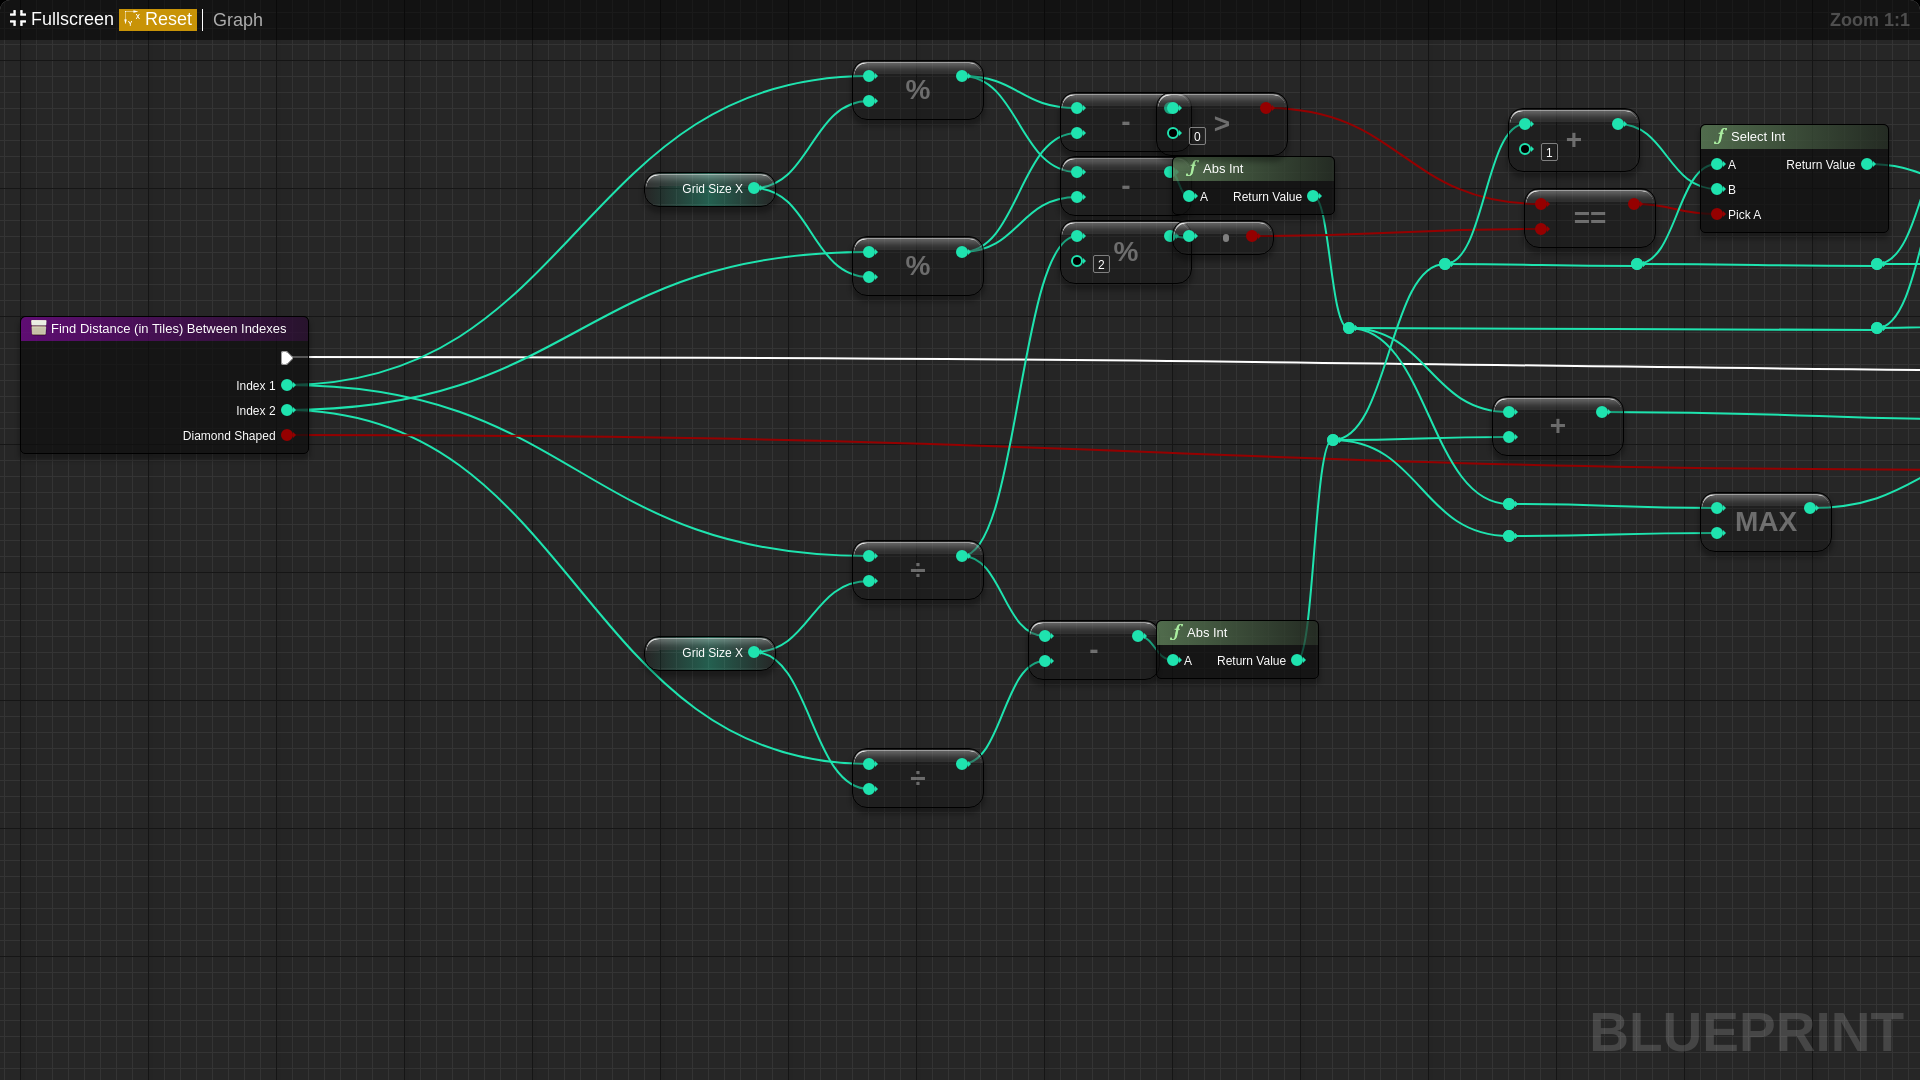 Fullscreen Reset Graph Zoom 1:1
%
- > 0
+ 1
Select Int
A Return Value
B
Pick A
Grid Size X
-
Abs Int
A Return Value
==
%
% 2
•
Find Distance (in Tiles) Between Indexes
Index 1
Index 2
Diamond Shaped
+
MAX
÷
Grid Size X
-
Abs Int
A Return Value
÷
BLUEPRINT